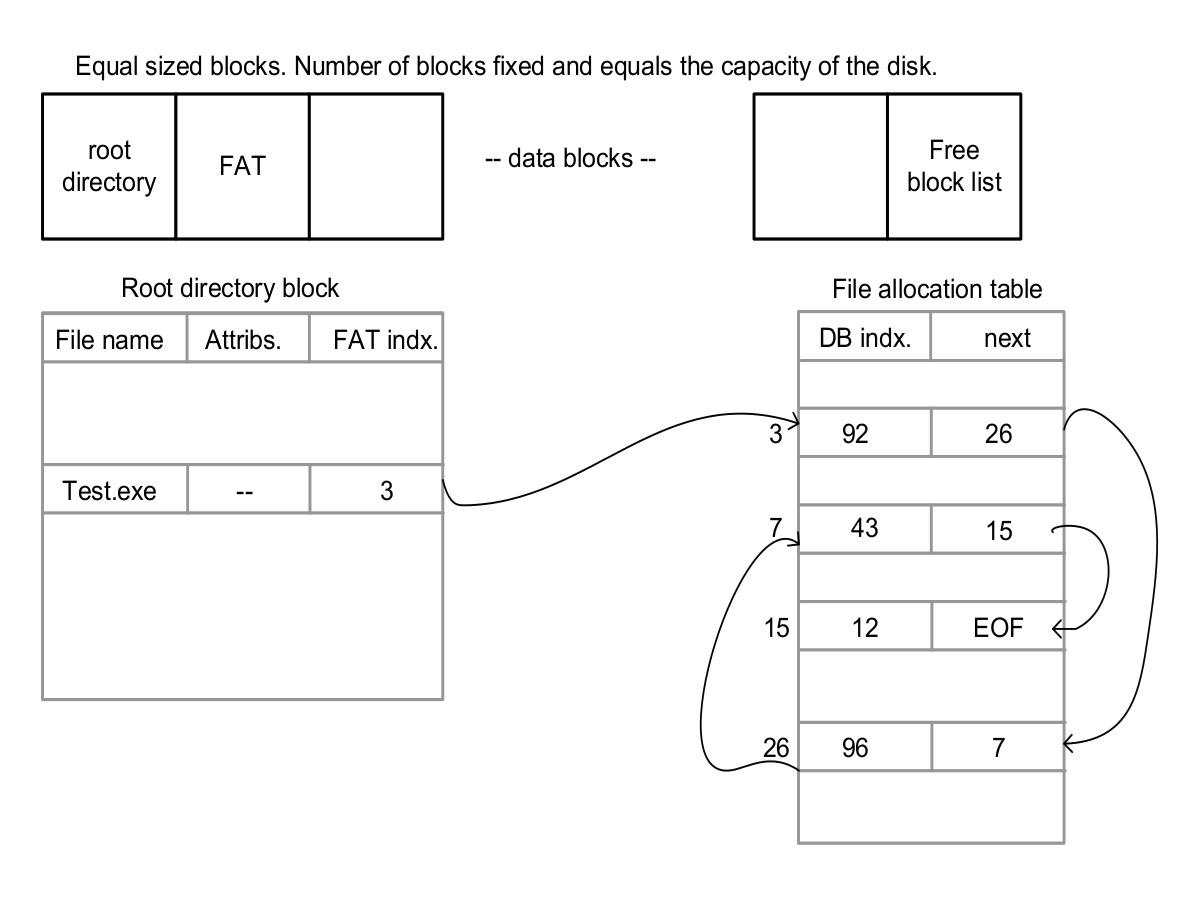 Equal sized blocks. Number of blocks fixed and equals the capacity of the disk.
root
directory
FAT
-- data blocks --
Free
block list
Root directory block
File name Attribs. FAT indx.
Test.exe -- 3
File allocation table
DB indx. next
3 92 26
7 43 15
15 12 EOF
26 96 7